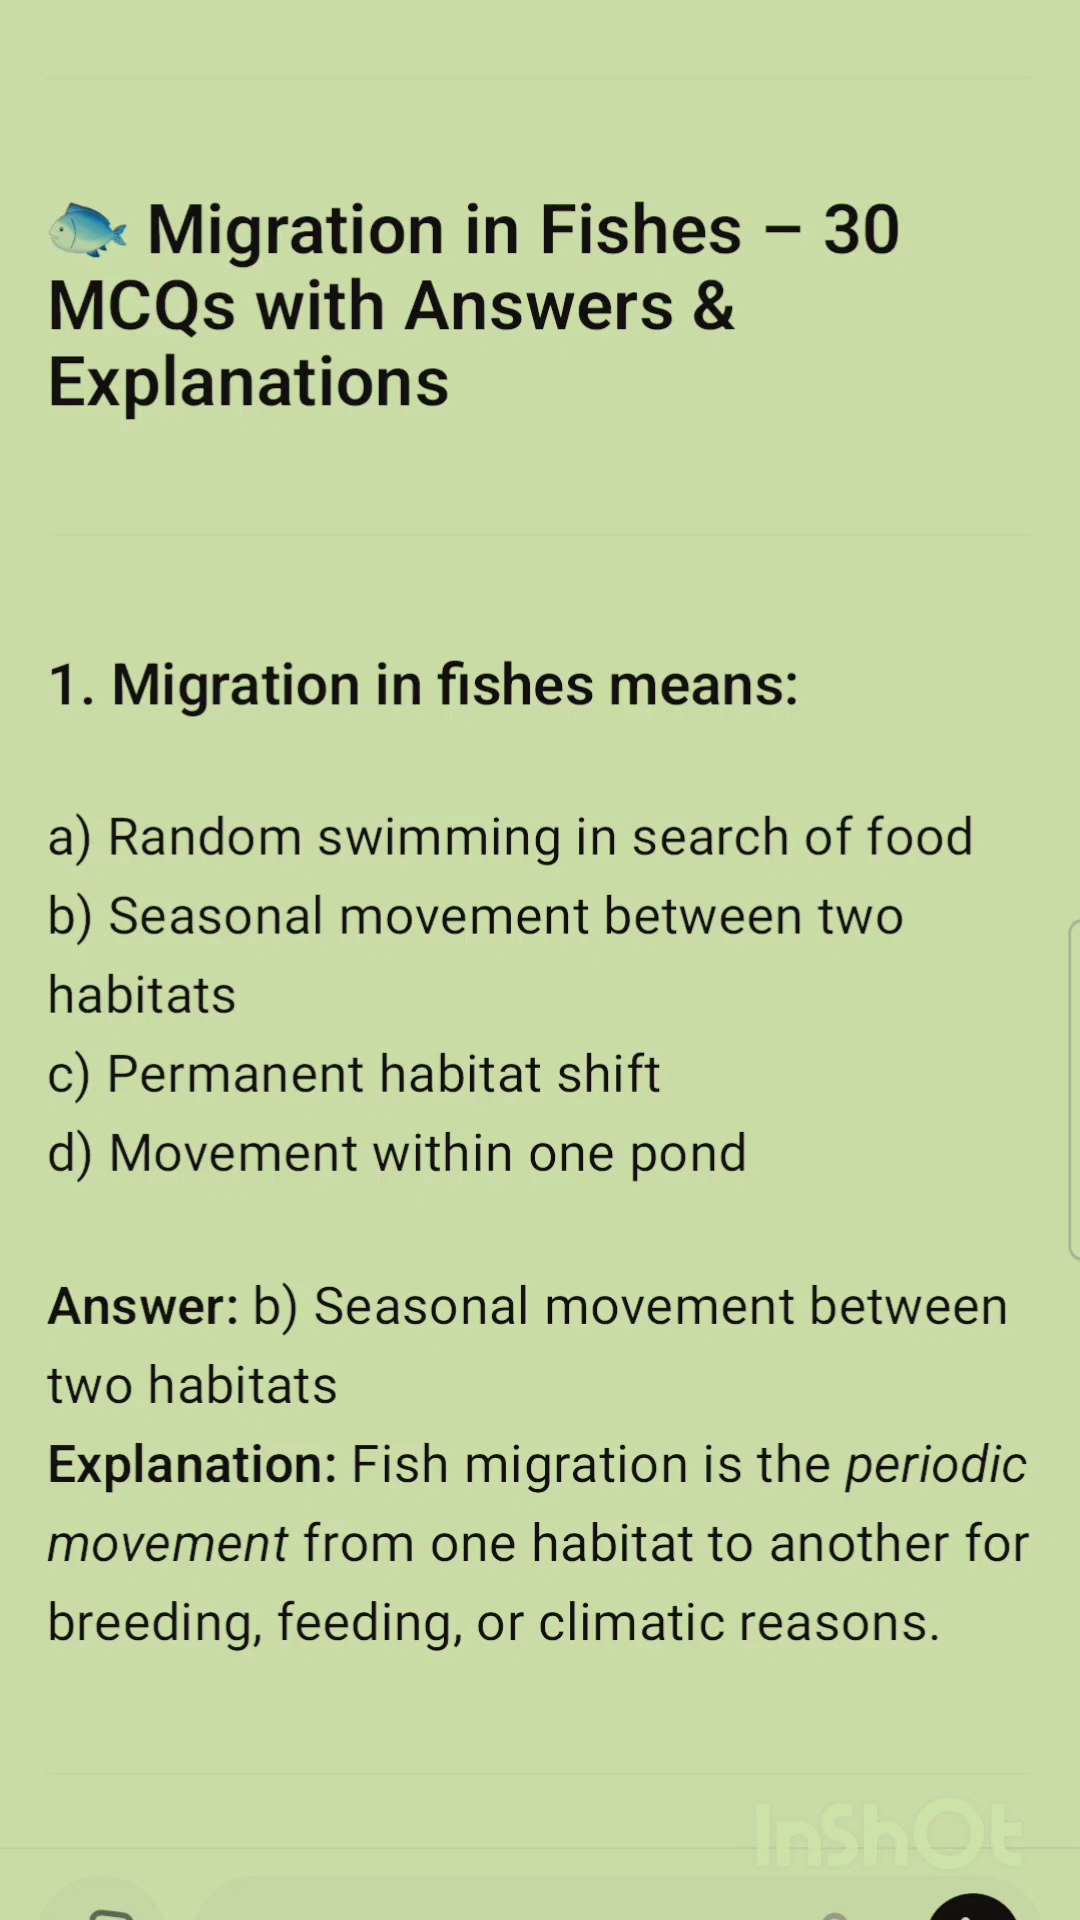 🐟 Migration in Fishes – 30
MCQs with Answers &
Explanations
1. Migration in fishes means:
a) Random swimming in search of food
b) Seasonal movement between two
habitats
c) Permanent habitat shift
d) Movement within one pond
Answer: b) Seasonal movement between
two habitats
Explanation: Fish migration is the periodic
movement from one habitat to another for
breeding, feeding, or climatic reasons.
InShOt